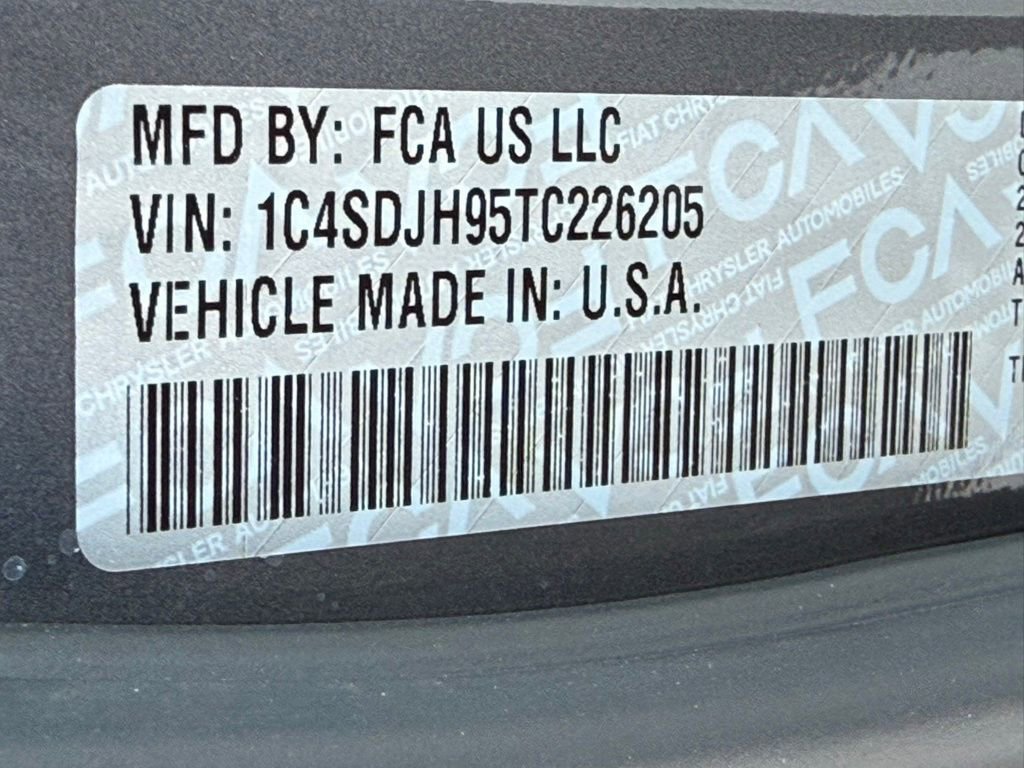 MFD BY: FCA US LLC
VIN: 1C4SDJH95TC226205
VEHICLE MADE IN: U.S.A.